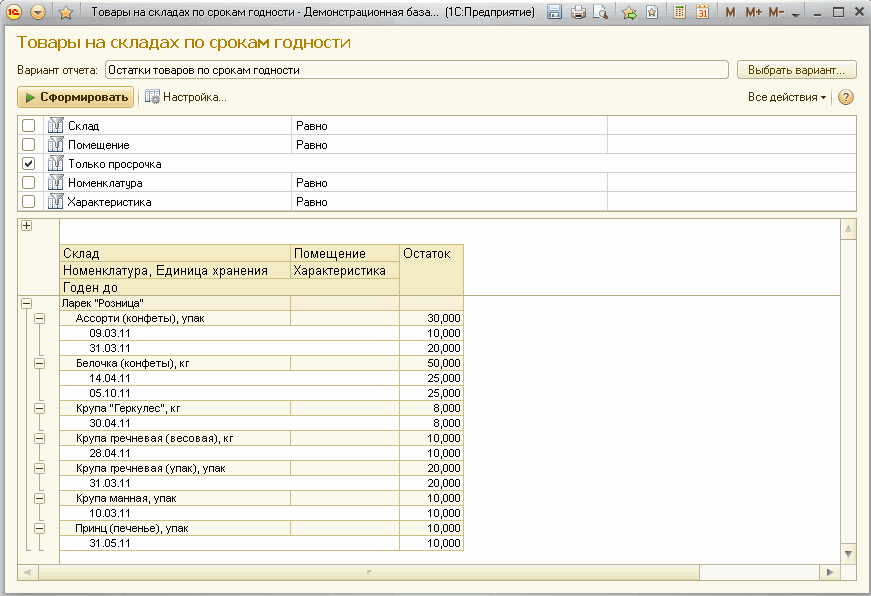 Товары на складах по срокам годности - Демонстрационная база... (1С:Предприятие)
31 M M+ M-
Товары на складах по срокам годности
Вариант отчета: Остатки товаров по срокам годности Выбрать вариант...
Сформировать Настройка... Все действия ?
Склад Равно
Помещение Равно
Только просрочка
Номенклатура Равно
Характеристика Равно
Склад Помещение Остаток
Номенклатура, Единица хранения Характеристика
Годен до
Ларек "Розница"
Ассорти (конфеты), упак 30,000
09.03.11 10,000
31.03.11 20,000
Белочка (конфеты), кг 50,000
14.04.11 25,000
05.10.11 25,000
Крупа "Геркулес", кг 8,000
30.04.11 8,000
Крупа гречневая (весовая), кг 10,000
28.04.11 10,000
Крупа гречневая (упак), упак 20,000
31.03.11 20,000
Крупа манная, упак 10,000
10.03.11 10,000
Принц (печенье), упак 10,000
31.05.11 10,000